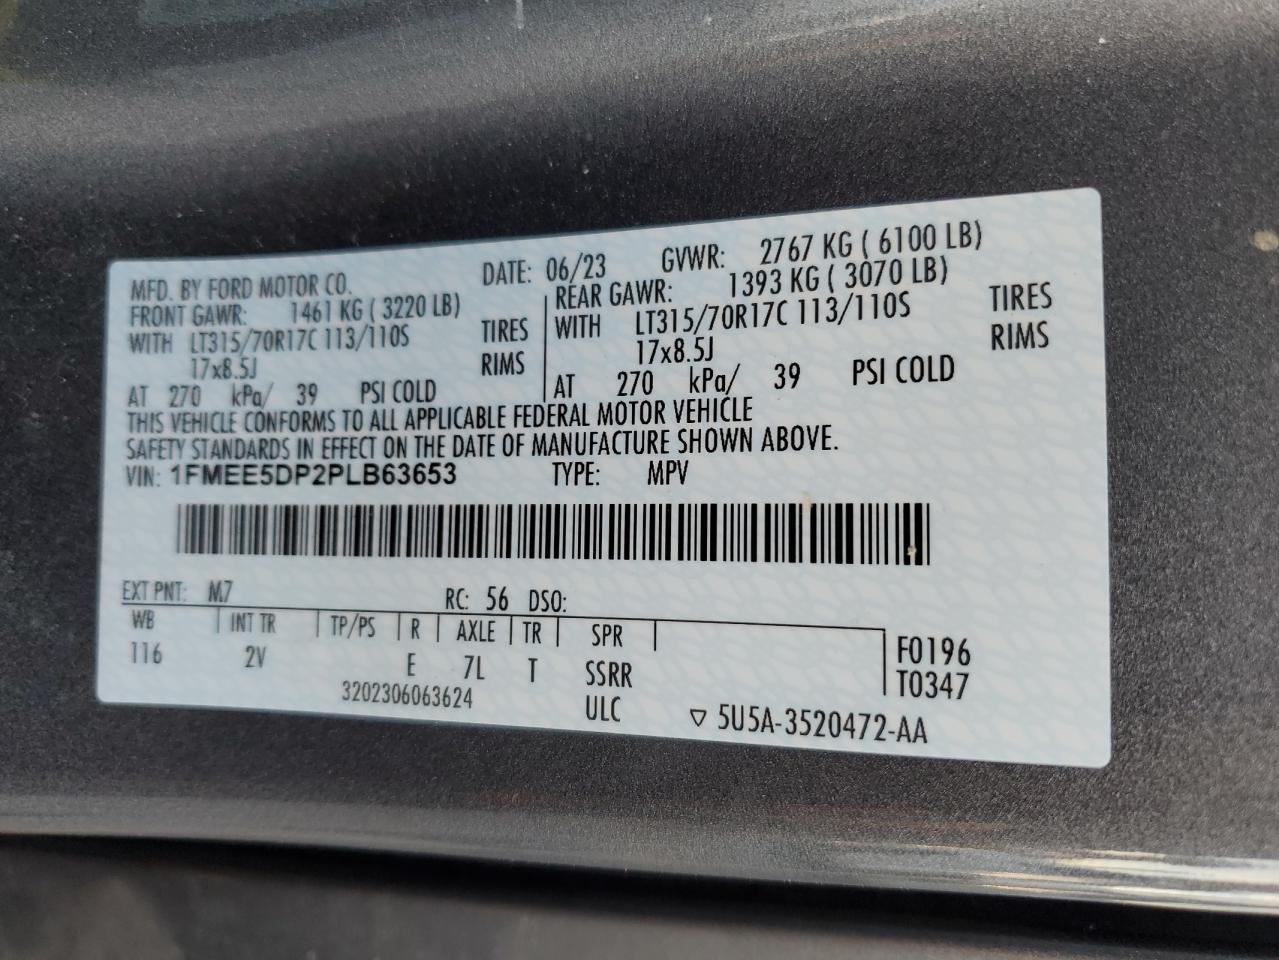 MFD. BY FORD MOTOR CO. DATE: 06/23 GVWR: 2767 KG ( 6100 LB)
FRONT GAWR: 1461 KG ( 3220 LB)
WITH LT315/70R17C 113/110S TIRES
17x8.5J RIMS
AT 270 kPa/ 39 PSI COLD
REAR GAWR: 1393 KG ( 3070 LB)
WITH LT315/70R17C 113/110S TIRES
17x8.5J RIMS
AT 270 kPa/ 39 PSI COLD
THIS VEHICLE CONFORMS TO ALL APPLICABLE FEDERAL MOTOR VEHICLE
SAFETY STANDARDS IN EFFECT ON THE DATE OF MANUFACTURE SHOWN ABOVE.
VIN: 1FMEE5DP2PLB63653 TYPE: MPV
EXT PNT: M7 RC: 56 DSO:
WB INT TR TP/PS R AXLE TR SPR F0196
116 2V E 7L T SSRR T0347
3202306063624 ULC ▽ 5U5A-3520472-AA